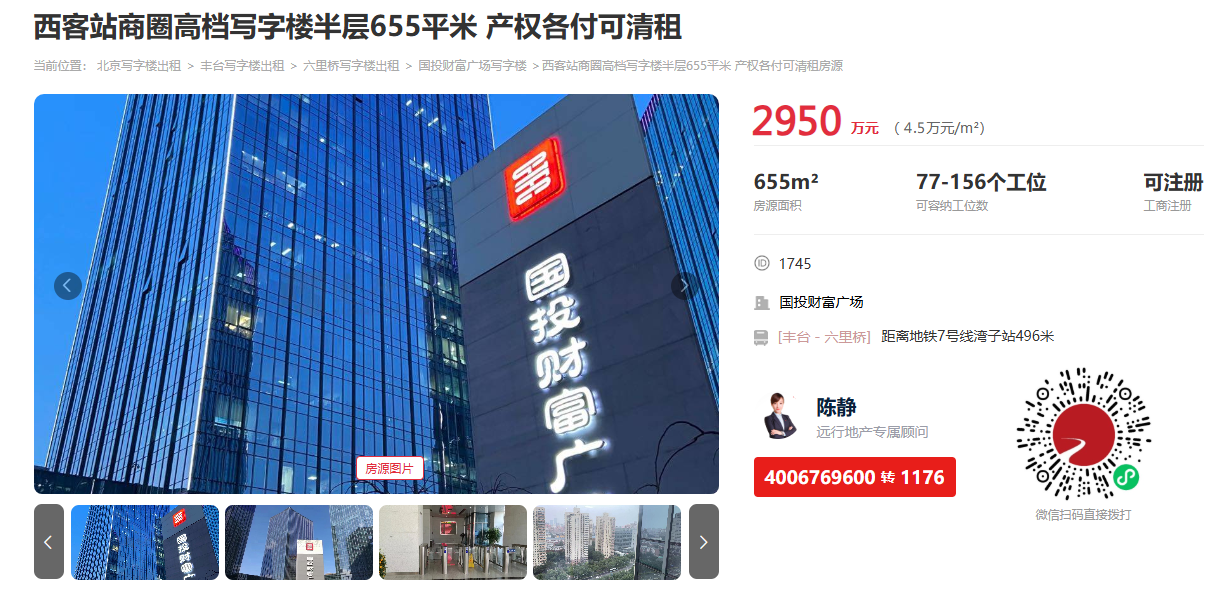 西客站商圈高档写字楼半层655平米 产权各付可清租
当前位置： 北京写字楼出租 > 丰台写字楼出租 > 六里桥写字楼出租 > 国投财富广场写字楼 > 西客站商圈高档写字楼半层655平米 产权各付可清租房源
国投财富广
房源图片
国投财富广
2950 万元 （ 4.5万元/m²）
655m² 77-156个工位 可注册
房源面积 可容纳工位数 工商注册
ID 1745
国投财富广场
[丰台 - 六里桥] 距离地铁7号线湾子站496米
陈静
远行地产专属顾问
4006769600 转 1176
微信扫码直接拨打